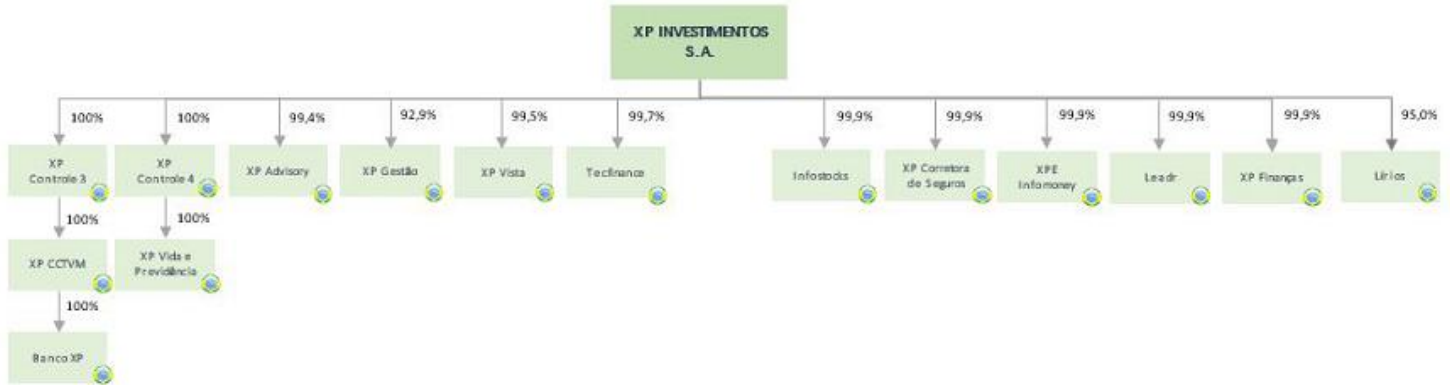 XP INVESTIMENTOS
S.A.
100%
100%
99,4%
92,9%
99,5%
99,7%
99,9%
99,9%
99,9%
99,9%
99,9%
95,0%
XP
Controle 3
XP
Controle 4
XP Advisory
XP Gestão
XP Vista
Tecfinance
Infostocks
XP Corretora
de Seguros
XPE
Infomoney
Leadr
XP Finanças
Lírios
100%
100%
XP CCTVM
XP Vida e
Previdência
100%
Banco XP